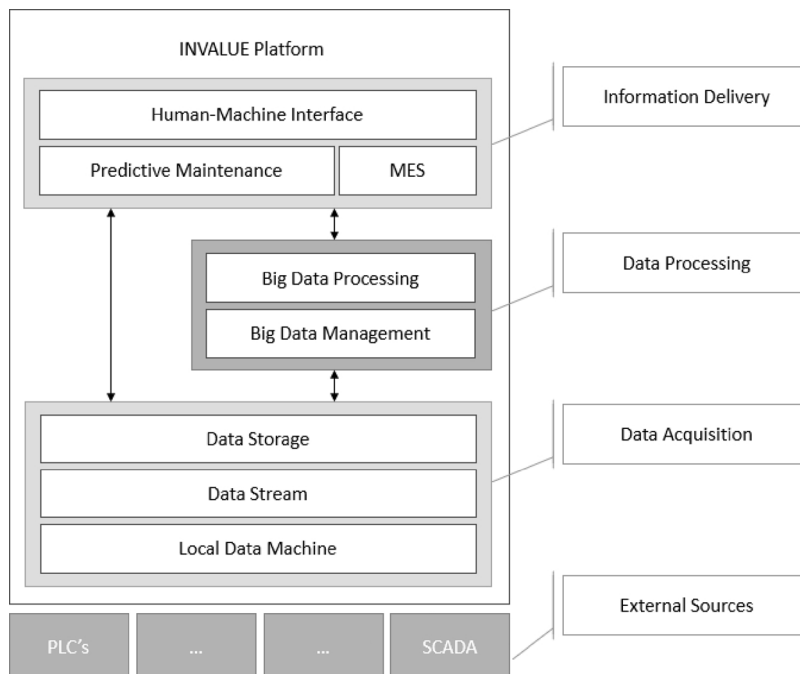 INVALUE Platform
Human-Machine Interface
Predictive Maintenance
MES
Information Delivery
Big Data Processing
Big Data Management
Data Processing
Data Storage
Data Stream
Local Data Machine
Data Acquisition
PLC's
...
...
SCADA
External Sources